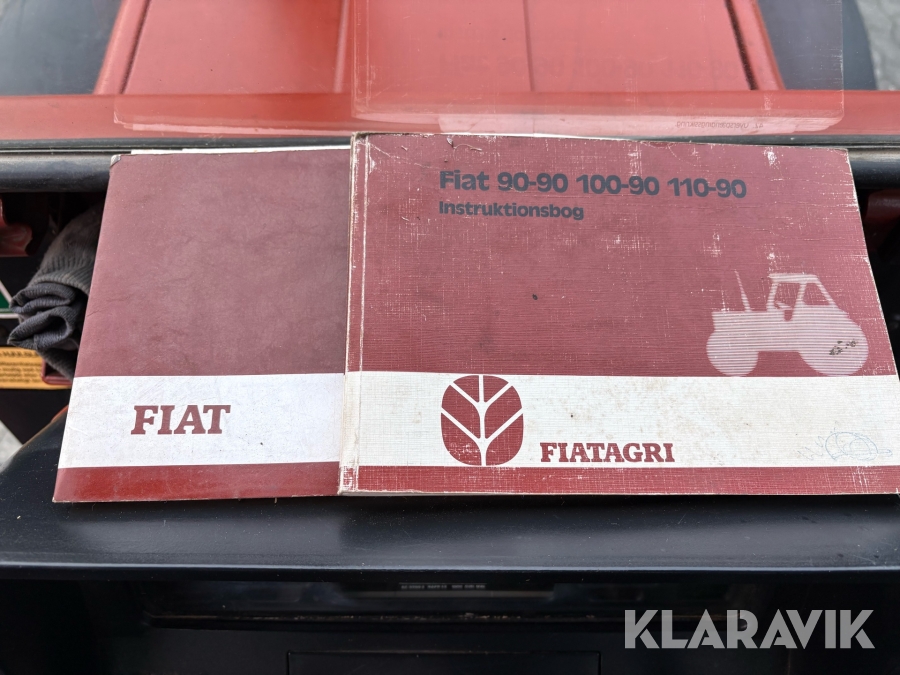 Fiat 90-90 100-90 110-90
Instruktionsbog
FIAT
FIATAGRI
KLARAVIK